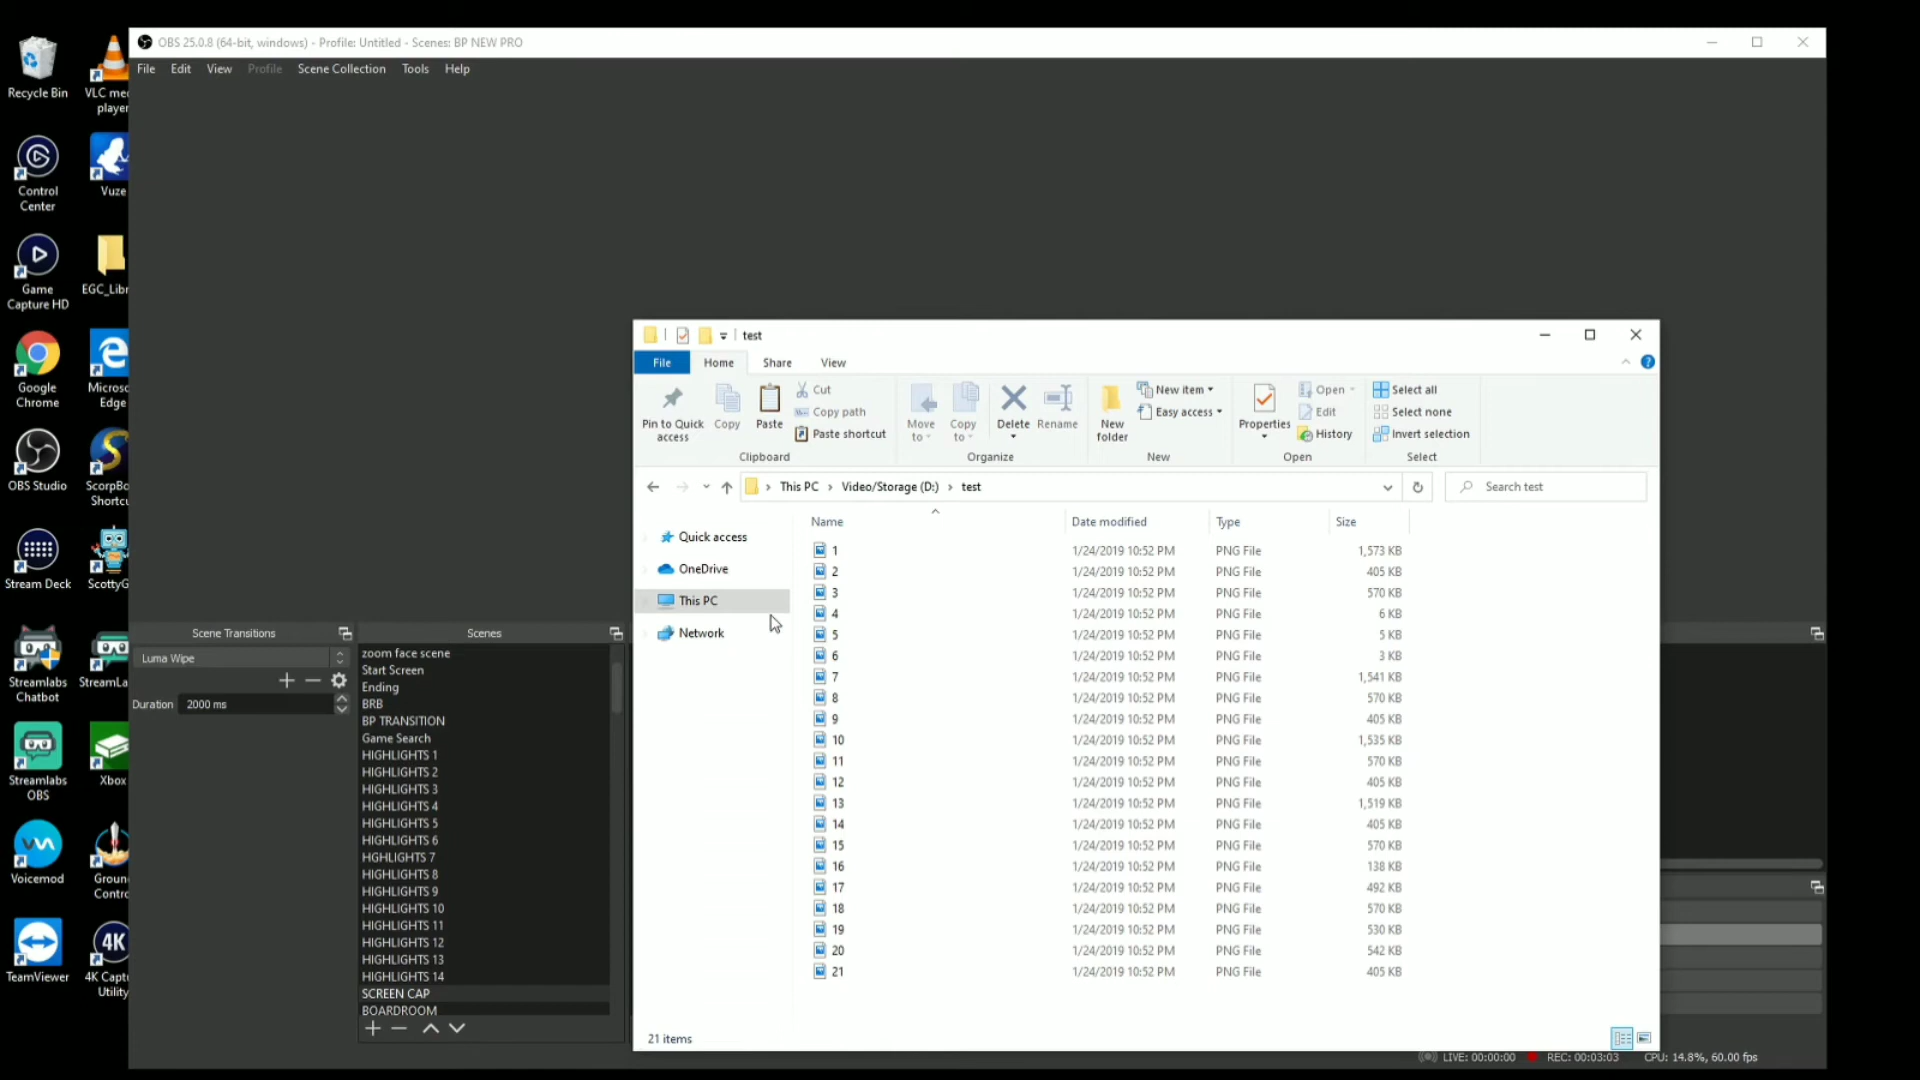 OBS 25.0.8 (64-bit, windows) - Profile: Untitled - Scenes: BP NEW PRO
File Edit View Profile Scene Collection Tools Help
Recycle Bin
VLC me
player
Control
Center
Vuze
Game
Capture HD
EGC_Libr
Google
Chrome
Micros
Edge
OBS Studio
ScorpBo
Shortcu
Stream Deck
ScottyG
Streamlabs
Chatbot
StreamLa
Streamlabs
OBS
Xbox
Voicemod
Groun
Contro
TeamViewer
4K Captu
Utility
Scene Transitions
Luma Wipe
Duration 2000 ms
Scenes
zoom face scene
Start Screen
Ending
BRB
BP TRANSITION
Game Search
HIGHLIGHTS 1
HIGHLIGHTS 2
HIGHLIGHTS 3
HIGHLIGHTS 4
HIGHLIGHTS 5
HIGHLIGHTS 6
HGHLIGHTS 7
HIGHLIGHTS 8
HIGHLIGHTS 9
HIGHLIGHTS 10
HIGHLIGHTS 11
HIGHLIGHTS 12
HIGHLIGHTS 13
HIGHLIGHTS 14
SCREEN CAP
BOARDROOM
test
File Home Share View
Pin to Quick
access
Copy
Paste
Cut
Copy path
Paste shortcut
Clipboard
Move
to
Copy
to
Delete
Rename
Organize
New
folder
New item
Easy access
New
Properties
Open
Edit
History
Open
Select all
Select none
Invert selection
Select
This PC › Video/Storage (D:) › test
Search test
Quick access
OneDrive
This PC
Network
Name Date modified Type Size
1 1/24/2019 10:52 PM PNG File 1,573 KB
2 1/24/2019 10:52 PM PNG File 405 KB
3 1/24/2019 10:52 PM PNG File 570 KB
4 1/24/2019 10:52 PM PNG File 6 KB
5 1/24/2019 10:52 PM PNG File 5 KB
6 1/24/2019 10:52 PM PNG File 3 KB
7 1/24/2019 10:52 PM PNG File 1,541 KB
8 1/24/2019 10:52 PM PNG File 570 KB
9 1/24/2019 10:52 PM PNG File 405 KB
10 1/24/2019 10:52 PM PNG File 1,535 KB
11 1/24/2019 10:52 PM PNG File 570 KB
12 1/24/2019 10:52 PM PNG File 405 KB
13 1/24/2019 10:52 PM PNG File 1,519 KB
14 1/24/2019 10:52 PM PNG File 405 KB
15 1/24/2019 10:52 PM PNG File 570 KB
16 1/24/2019 10:52 PM PNG File 138 KB
17 1/24/2019 10:52 PM PNG File 492 KB
18 1/24/2019 10:52 PM PNG File 570 KB
19 1/24/2019 10:52 PM PNG File 530 KB
20 1/24/2019 10:52 PM PNG File 542 KB
21 1/24/2019 10:52 PM PNG File 405 KB
21 items
LIVE: 00:00:00 REC: 00:03:03 CPU: 14.8%, 60.00 fps